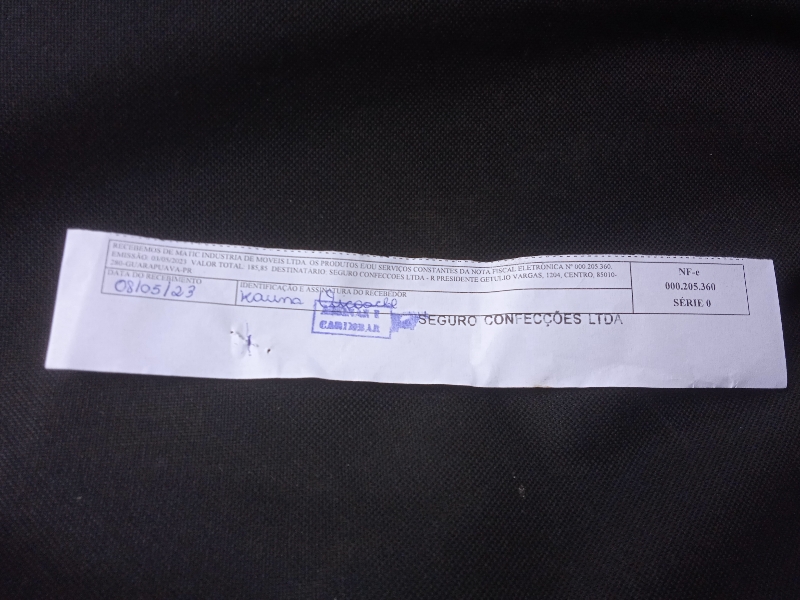 RECEBEMOS DE MATIC INDUSTRIA DE MOVEIS LTDA. OS PRODUTOS E/OU SERVIÇOS CONSTANTES DA NOTA FISCAL ELETRÔNICA Nº 000.205.360.
EMISSÃO: 03/05/2023 VALOR TOTAL: 185,85 DESTINATÁRIO: SEGURO CONFECCOES LTDA - R PRESIDENTE GETULIO VARGAS, 1204, CENTRO, 85010-
280-GUARAPUAVA-PR
DATA DO RECEBIMENTO
08/05/23
IDENTIFICAÇÃO E ASSINATURA DO RECEBEDOR
Kauna
NF-e
000.205.360
SÉRIE 0
ASSINAR E
CARIMBAR
SEGURO CONFECÇÕES LTDA